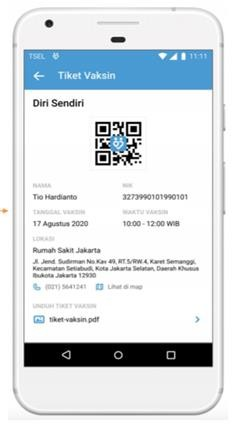 TSEL 11:11
Tiket Vaksin
Diri Sendiri
NAMA NIK
Tio Hardianto 3273990101990101
TANGGAL VAKSIN WAKTU VAKSIN
17 Agustus 2020 10:00 - 12:00 WIB
LOKASI
Rumah Sakit Jakarta
Jl. Jend. Sudirman No.Kav 49, RT.5/RW.4, Karet Semanggi,
Kecamatan Setiabudi, Kota Jakarta Selatan, Daerah Khusus
Ibukota Jakarta 12930
(021) 5641241 Lihat di map
UNDUH TIKET VAKSIN
tiket-vaksin.pdf